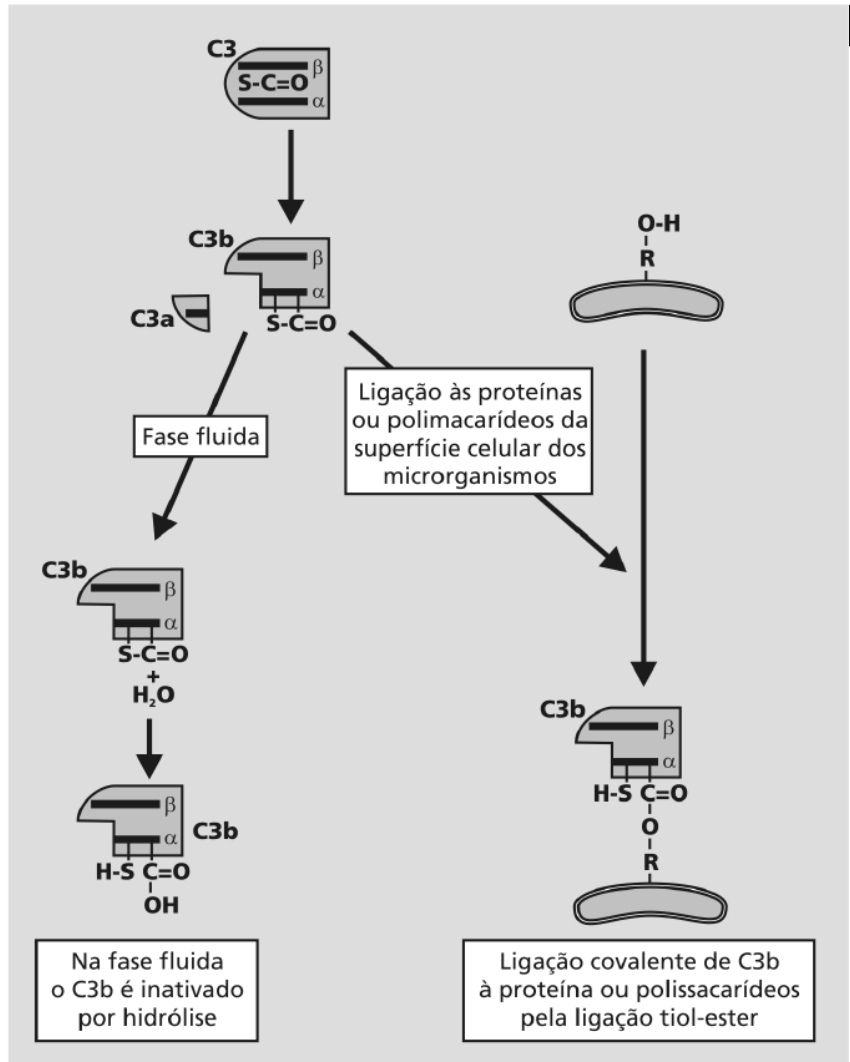 C3
β
S-C=O
α
C3b
β
α
C3a
S-C=O
O-H
R
Fase fluida
Ligação às proteínas
ou polimacarídeos da
superfície celular dos
microrganismos
C3b
β
α
S-C=O
+
H₂O
β
α
C3b
H-S C=O
OH
C3b
β
α
H-S C=O
O
R
Na fase fluida
o C3b é inativado
por hidrólise
Ligação covalente de C3b
à proteína ou polissacarídeos
pela ligação tiol-ester